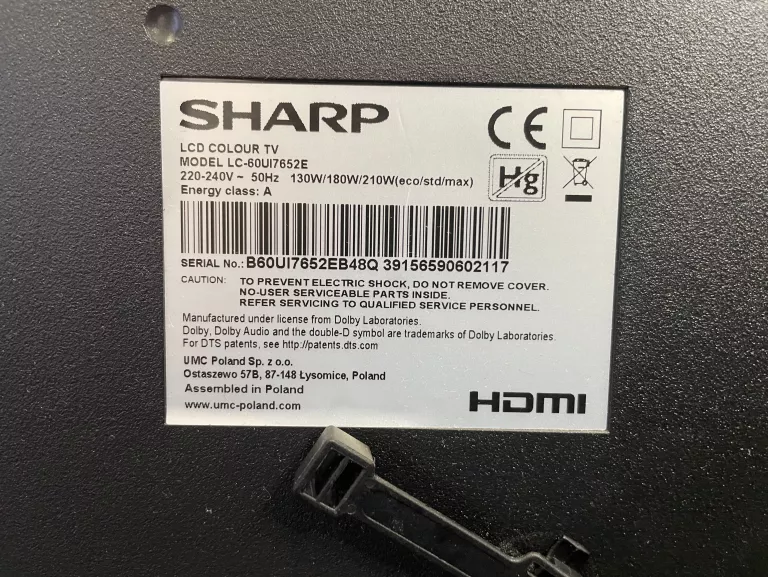 SHARP
CE
LCD COLOUR TV
MODEL LC-60UI7652E
220-240V ~ 50Hz 130W/180W/210W(eco/std/max)
Energy class: A
Hg
SERIAL No.: B60UI7652EB48Q 39156590602117
CAUTION: TO PREVENT ELECTRIC SHOCK, DO NOT REMOVE COVER.
NO-USER SERVICEABLE PARTS INSIDE.
REFER SERVICING TO QUALIFIED SERVICE PERSONNEL.
Manufactured under license from Dolby Laboratories.
Dolby, Dolby Audio and the double-D symbol are trademarks of Dolby Laboratories.
For DTS patents, see http://patents.dts.com
UMC Poland Sp. z o.o.
Ostaszewo 57B, 87-148 Łysomice, Poland
Assembled in Poland
www.umc-poland.com
HDMI